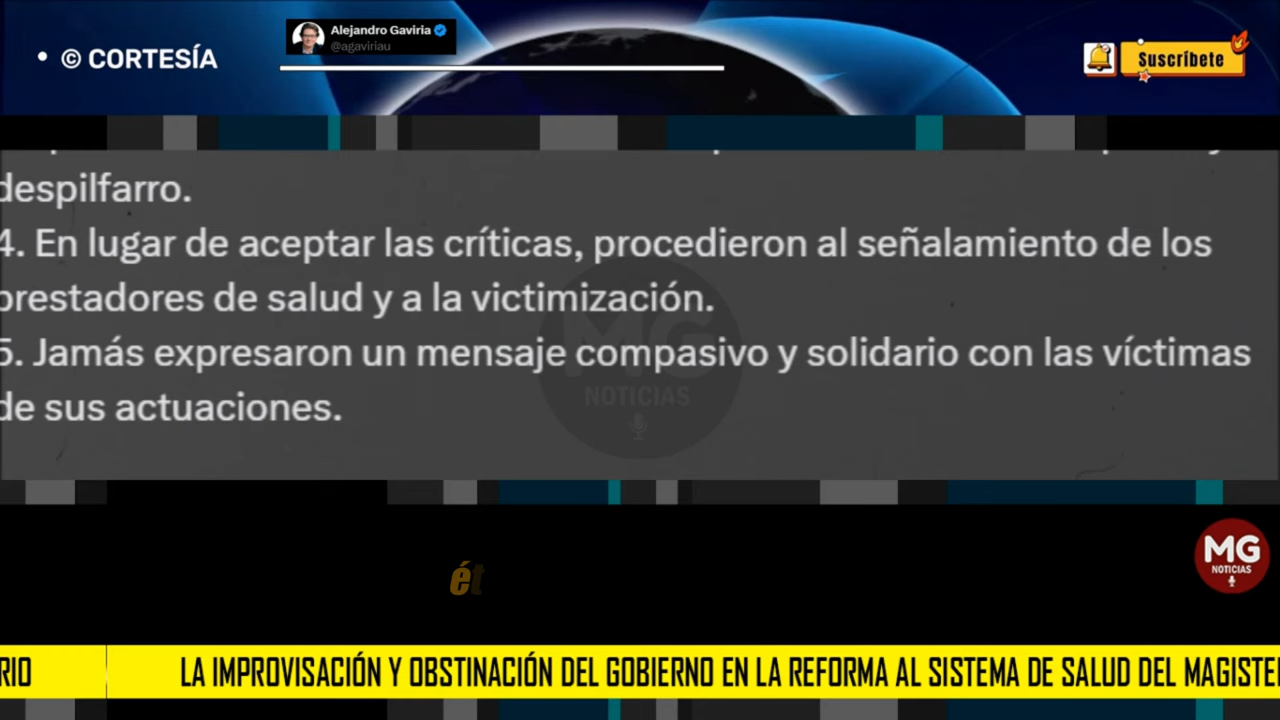 • © CORTESÍA
Alejandro Gaviria
@agaviriau
Suscríbete
despilfarro.
4. En lugar de aceptar las críticas, procedieron al señalamiento de los
prestadores de salud y a la victimización.
5. Jamás expresaron un mensaje compasivo y solidario con las víctimas
de sus actuaciones.
MG
NOTICIAS
ét
MG
NOTICIAS
RIO
LA IMPROVISACIÓN Y OBSTINACIÓN DEL GOBIERNO EN LA REFORMA AL SISTEMA DE SALUD DEL MAGISTE